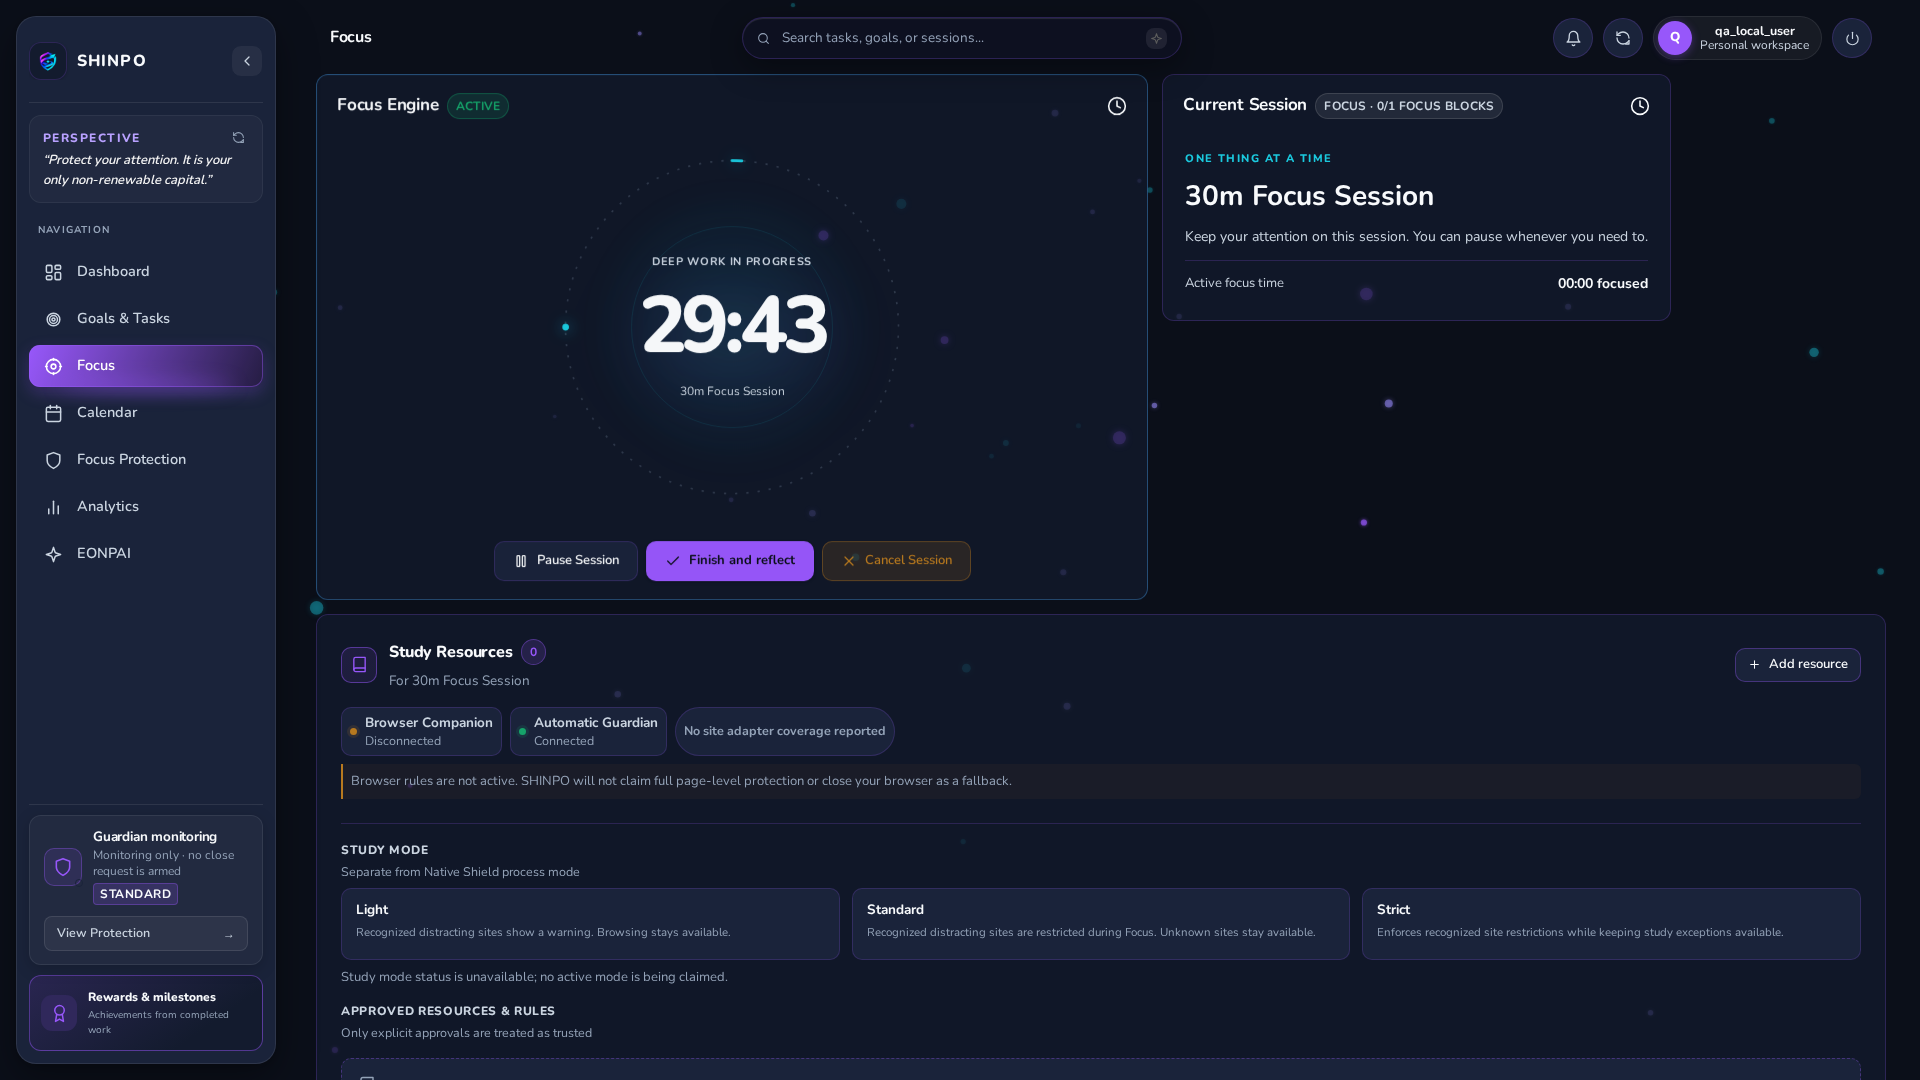 SHINPO
PERSPECTIVE
“Protect your attention. It is your
only non-renewable capital.”
NAVIGATION
Dashboard
Goals & Tasks
Focus
Calendar
Focus Protection
Analytics
EONPAI
Guardian monitoring
Monitoring only · no close
request is armed
STANDARD
View Protection →
Rewards & milestones
Achievements from completed
work
Focus
Search tasks, goals, or sessions...
Q
qa_local_user
Personal workspace
Focus Engine ACTIVE
DEEP WORK IN PROGRESS
29:43
30m Focus Session
Pause Session
Finish and reflect
Cancel Session
Current Session FOCUS · 0/1 FOCUS BLOCKS
ONE THING AT A TIME
30m Focus Session
Keep your attention on this session. You can pause whenever you need to.
Active focus time 00:00 focused
Study Resources 0
For 30m Focus Session
Add resource
Browser Companion
Disconnected
Automatic Guardian
Connected
No site adapter coverage reported
Browser rules are not active. SHINPO will not claim full page-level protection or close your browser as a fallback.
STUDY MODE
Separate from Native Shield process mode
Light
Recognized distracting sites show a warning. Browsing stays available.
Standard
Recognized distracting sites are restricted during Focus. Unknown sites stay available.
Strict
Enforces recognized site restrictions while keeping study exceptions available.
Study mode status is unavailable; no active mode is being claimed.
APPROVED RESOURCES & RULES
Only explicit approvals are treated as trusted